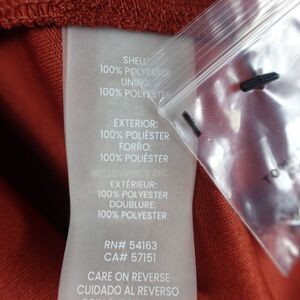 SHELL:
100% POLYESTER
LINING:
100% POLYESTER
EXTERIOR:
100% POLIÉSTER
FORRO:
100% POLIÉSTER
EXTÉRIEUR:
100% POLYESTER
DOUBLURE:
100% POLYESTER
RN# 54163
CA# 57151
CARE ON REVERSE
CUIDADO AL REVERSO